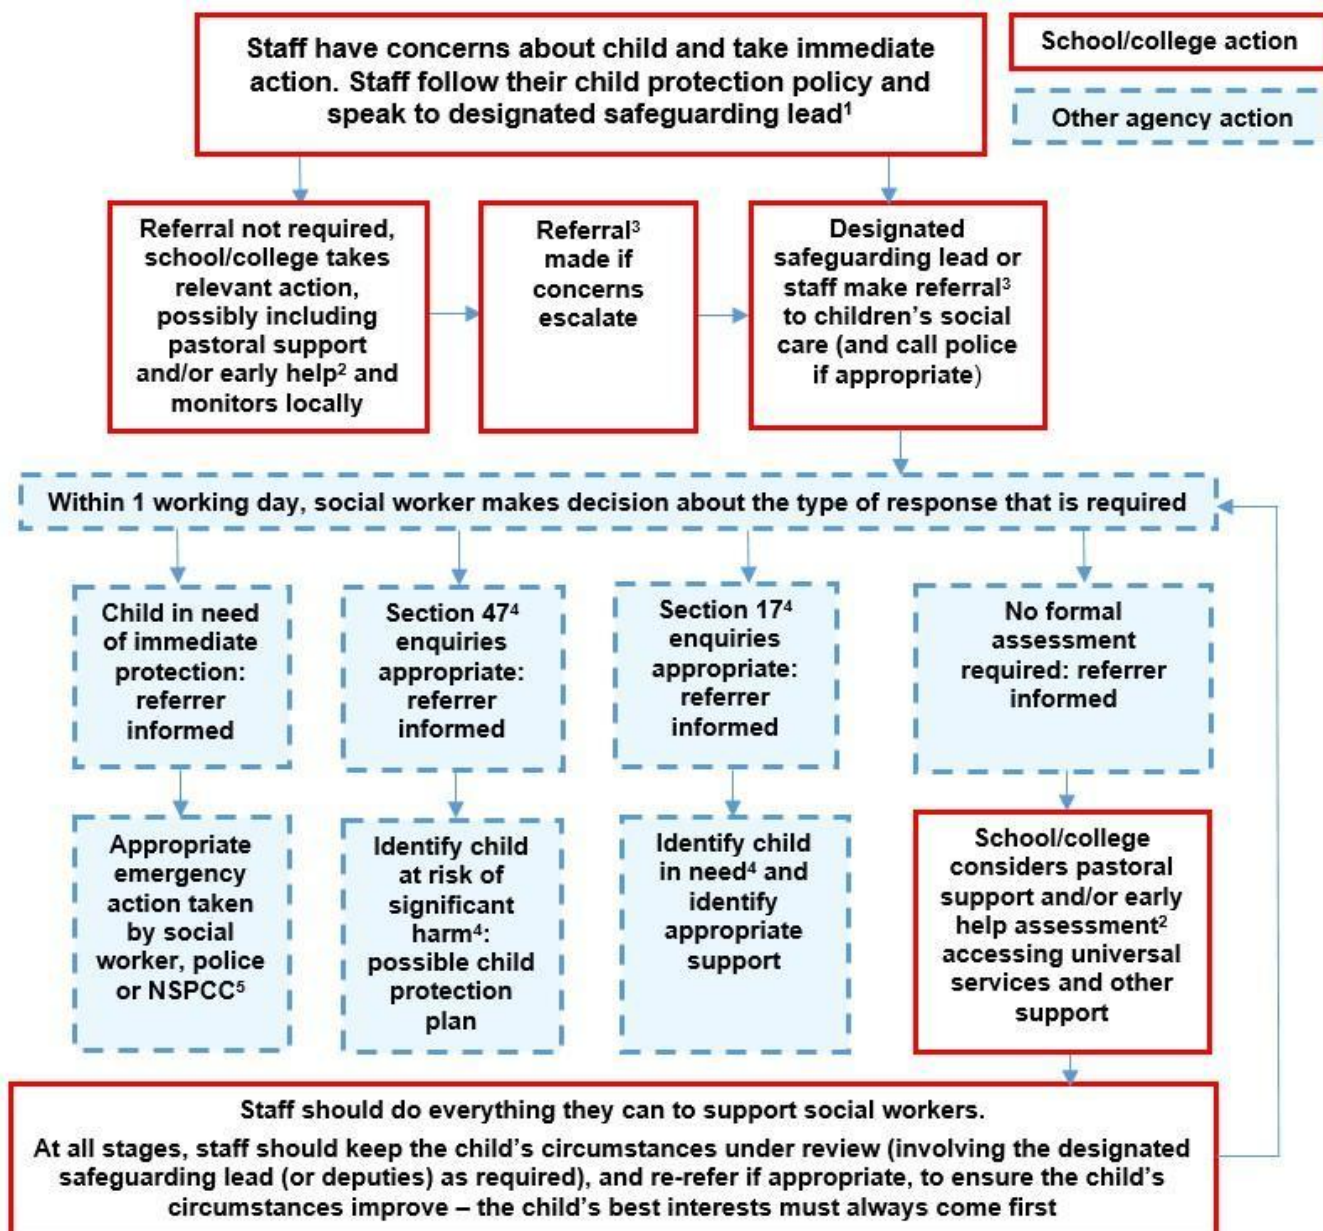 Staff have concerns about child and take immediate
action. Staff follow their child protection policy and
speak to designated safeguarding lead¹
School/college action
Other agency action
Referral not required,
school/college takes
relevant action,
possibly including
pastoral support
and/or early help² and
monitors locally
Referral³
made if
concerns
escalate
Designated
safeguarding lead or
staff make referral³
to children’s social
care (and call police
if appropriate)
Within 1 working day, social worker makes decision about the type of response that is required
Child in need
of immediate
protection:
referrer
informed
Section 47⁴
enquiries
appropriate:
referrer
informed
Section 17⁴
enquiries
appropriate:
referrer
informed
No formal
assessment
required: referrer
informed
Appropriate
emergency
action taken
by social
worker, police
or NSPCC⁵
Identify child
at risk of
significant
harm⁴:
possible child
protection
plan
Identify child
in need⁴ and
identify
appropriate
support
School/college
considers pastoral
support and/or early
help assessment²
accessing universal
services and other
support
Staff should do everything they can to support social workers.
At all stages, staff should keep the child’s circumstances under review (involving the designated
safeguarding lead (or deputies) as required), and re-refer if appropriate, to ensure the child’s
circumstances improve – the child’s best interests must always come first